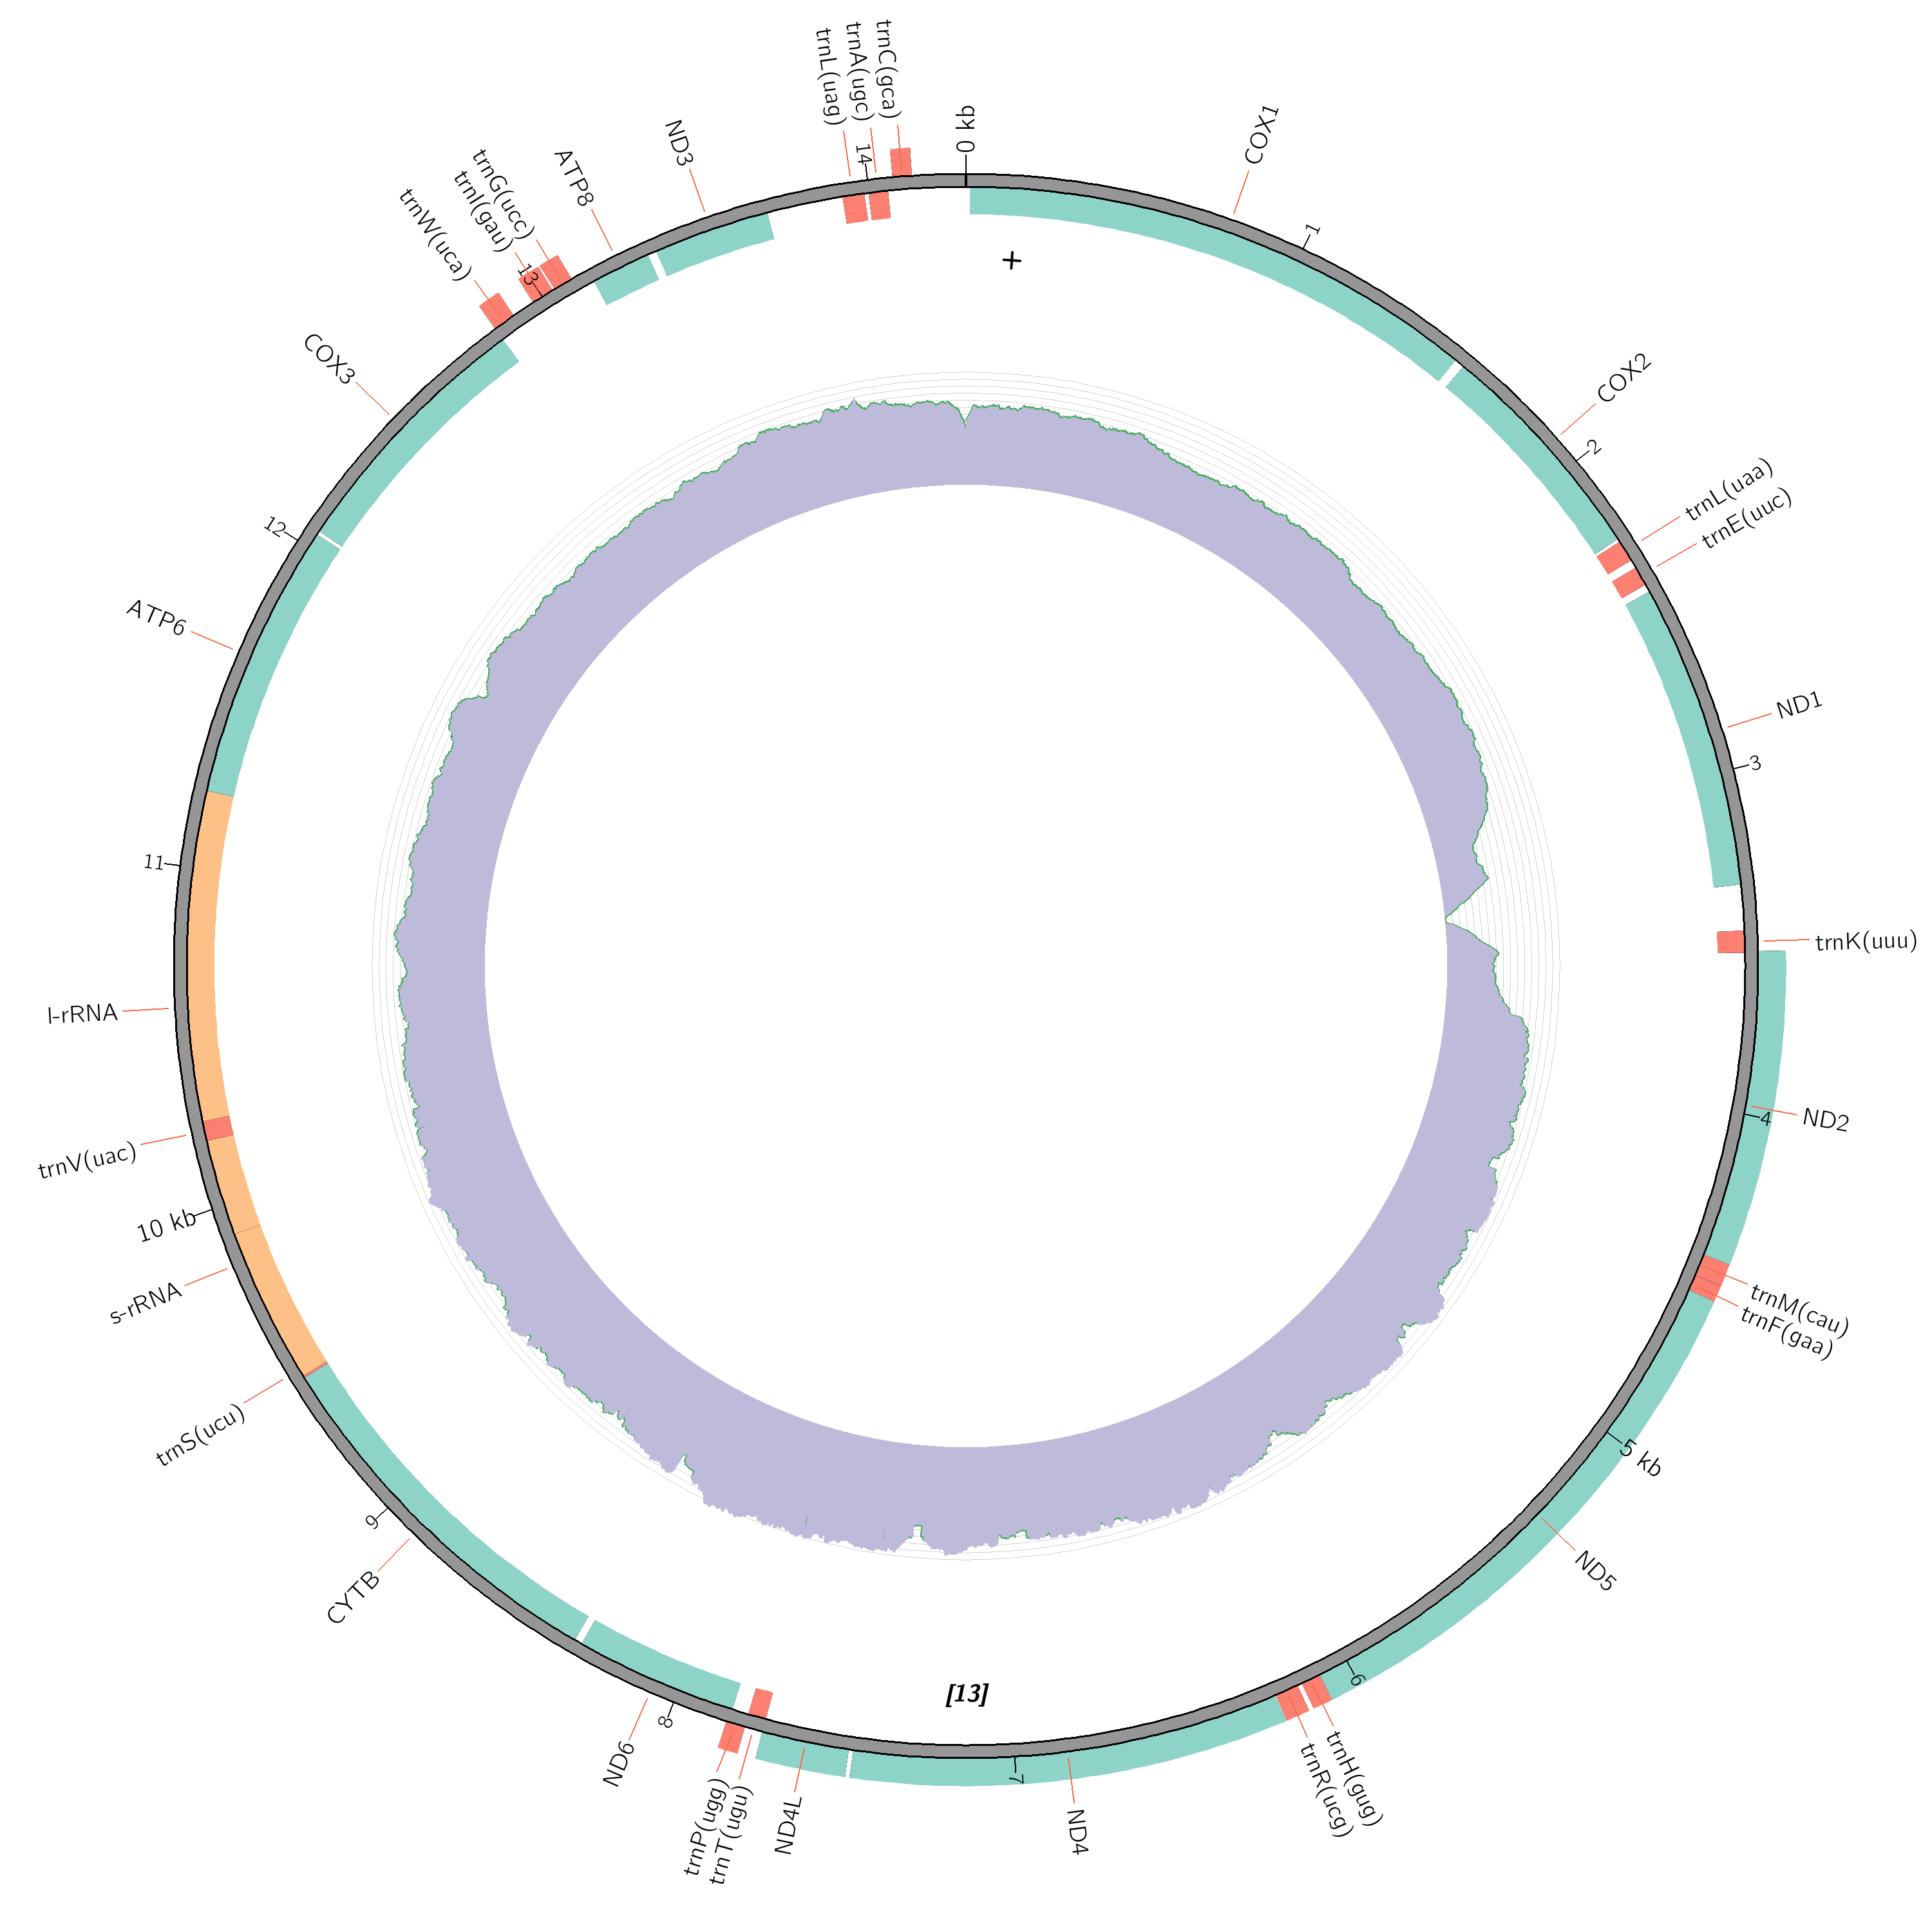 0 kb
COX1
1
COX2
2
trnL(uaa)
trnE(uuc)
ND1
3
trnK(uuu)
ND2
4
trnM(cau)
trnF(gaa)
5 kb
ND5
6
trnH(gug)
trnR(ucg)
ND4
7
ND4L
trnT(ugu)
trnP(ugg)
8
ND6
CYTB
9
trnS(ucu)
s-rRNA
10 kb
trnV(uac)
l-rRNA
11
ATP6
12
COX3
trnW(uca)
13
trnI(gau)
trnG(ucc)
ATP8
ND3
trnL(uag)
14
trnA(ugc)
trnC(gca)
+
[13]